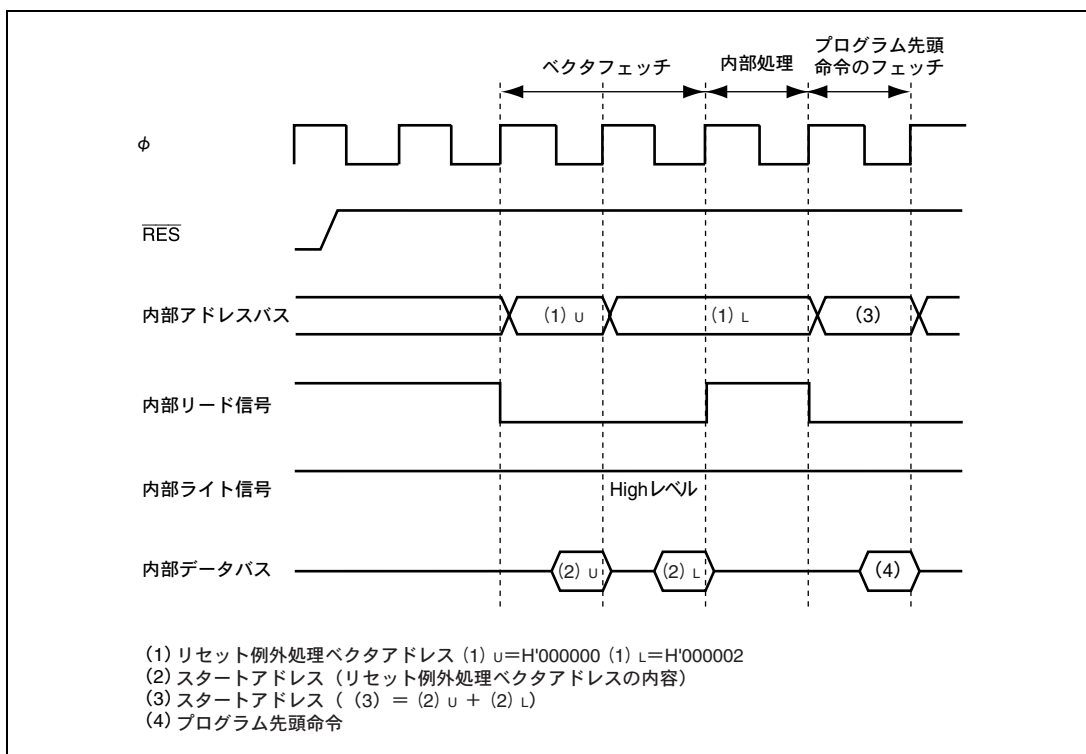 ベクタフェッチ
内部処理
プログラム先頭
命令のフェッチ
φ
RES
内部アドレスバス
(1) U
(1) L
(3)
内部リード信号
内部ライト信号
Highレベル
内部データバス
(2) U
(2) L
(4)
(1) リセット例外処理ベクタアドレス (1) U=H'000000 (1) L=H'000002
(2) スタートアドレス（リセット例外処理ベクタアドレスの内容）
(3) スタートアドレス（ (3) = (2) U + (2) L）
(4) プログラム先頭命令